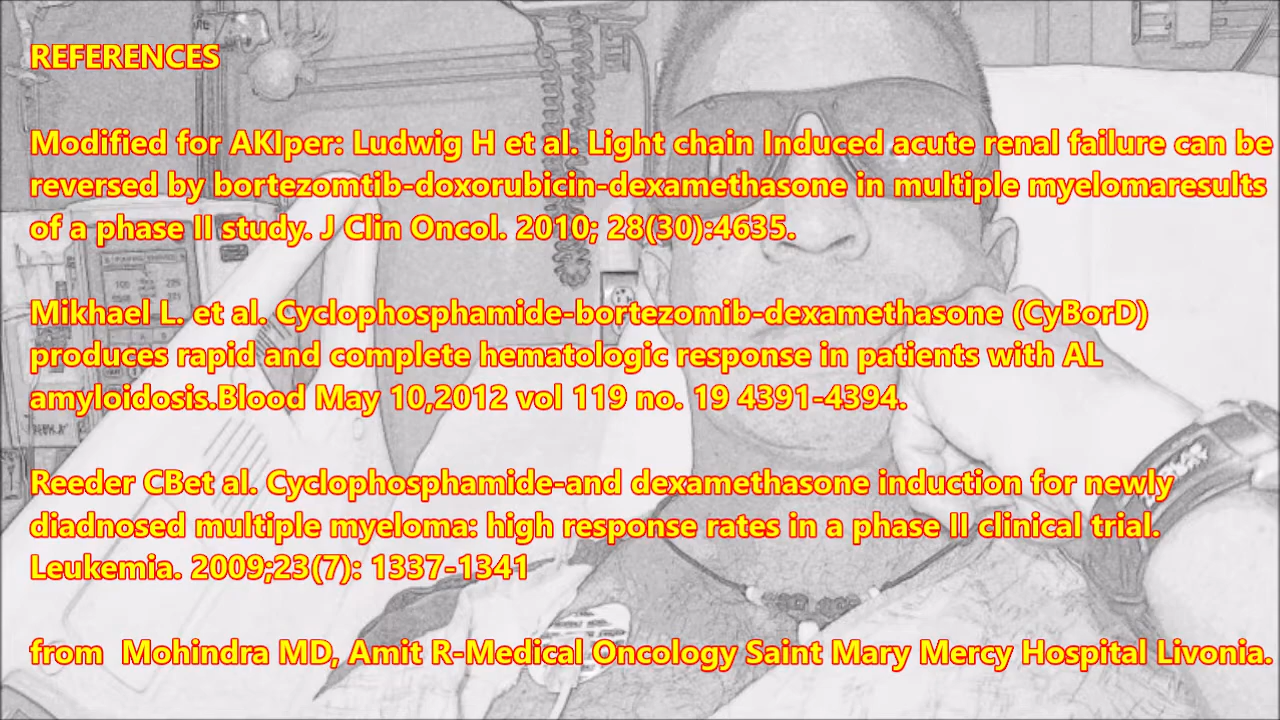 REFERENCES
Modified for AKIper: Ludwig H et al. Light chain Induced acute renal failure can be
reversed by bortezomtib-doxorubicin-dexamethasone in multiple myelomaresults
of a phase II study. J Clin Oncol. 2010; 28(30):4635.
Mikhael L. et al. Cyclophosphamide-bortezomib-dexamethasone (CyBorD)
produces rapid and complete hematologic response in patients with AL
amyloidosis.Blood May 10,2012 vol 119 no. 19 4391-4394.
Reeder CBet al. Cyclophosphamide-and dexamethasone induction for newly
diadnosed multiple myeloma: high response rates in a phase II clinical trial.
Leukemia. 2009;23(7): 1337-1341
from  Mohindra MD, Amit R-Medical Oncology Saint Mary Mercy Hospital Livonia.